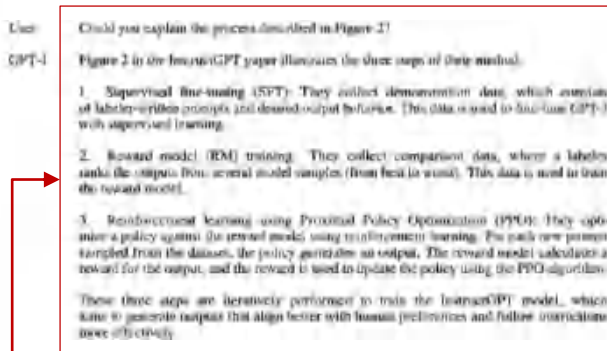 User Could you explain the process described in Figure 2?
GPT-4 Figure 2 in the InstructGPT paper illustrates the three steps of their method.
1. Supervised fine-tuning (SFT): They collect demonstration data, which consists
of labeler-written prompts and desired output behavior. This data is used to fine-tune GPT-3
with supervised learning.
2. Reward model (RM) training: They collect comparison data, where a labeler
ranks the outputs from several model samples (from best to worst). This data is used to train
the reward model.
3. Reinforcement learning using Proximal Policy Optimization (PPO): They opti-
mize a policy against the reward model using reinforcement learning. For each new prompt
sampled from the dataset, the policy generates an output. The reward model calculates a
reward for the output, and the reward is used to update the policy using the PPO algorithm.
These three steps are iteratively performed to train the InstructGPT model, which
aims to generate outputs that align better with human preferences and follow instructions
more effectively.